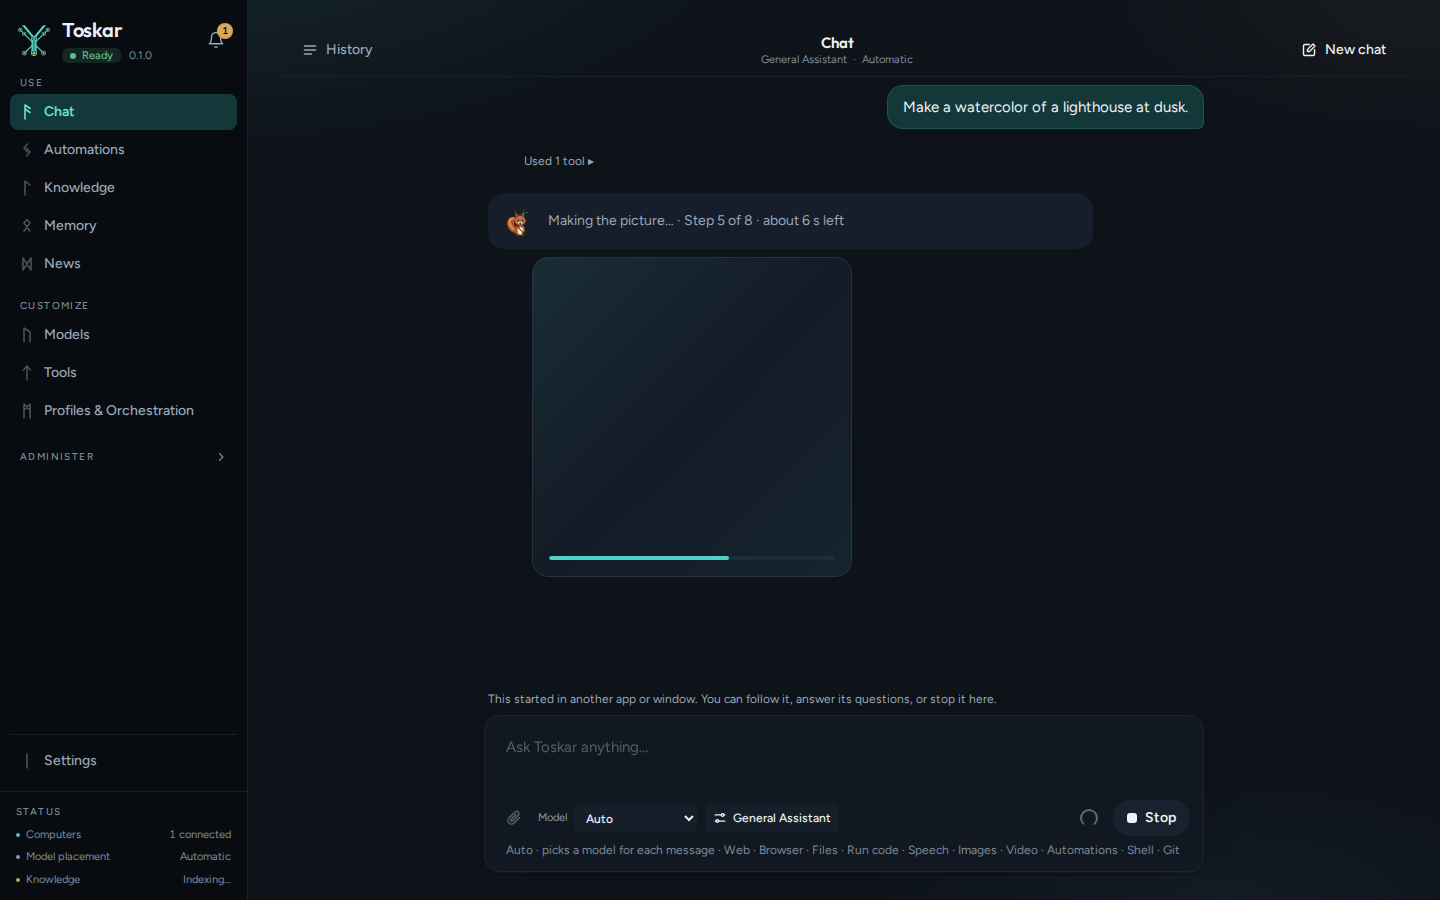 Toskar
Ready 0.1.0
1
USE
Chat
Automations
Knowledge
Memory
News
CUSTOMIZE
Models
Tools
Profiles & Orchestration
ADMINISTER
Settings
STATUS
Computers 1 connected
Model placement Automatic
Knowledge Indexing...
History
Chat
General Assistant · Automatic
New chat
Make a watercolor of a lighthouse at dusk.
Used 1 tool ▸
Making the picture... · Step 5 of 8 · about 6 s left
This started in another app or window. You can follow it, answer its questions, or stop it here.
Ask Toskar anything...
Model Auto General Assistant Stop
Auto · picks a model for each message · Web · Browser · Files · Run code · Speech · Images · Video · Automations · Shell · Git